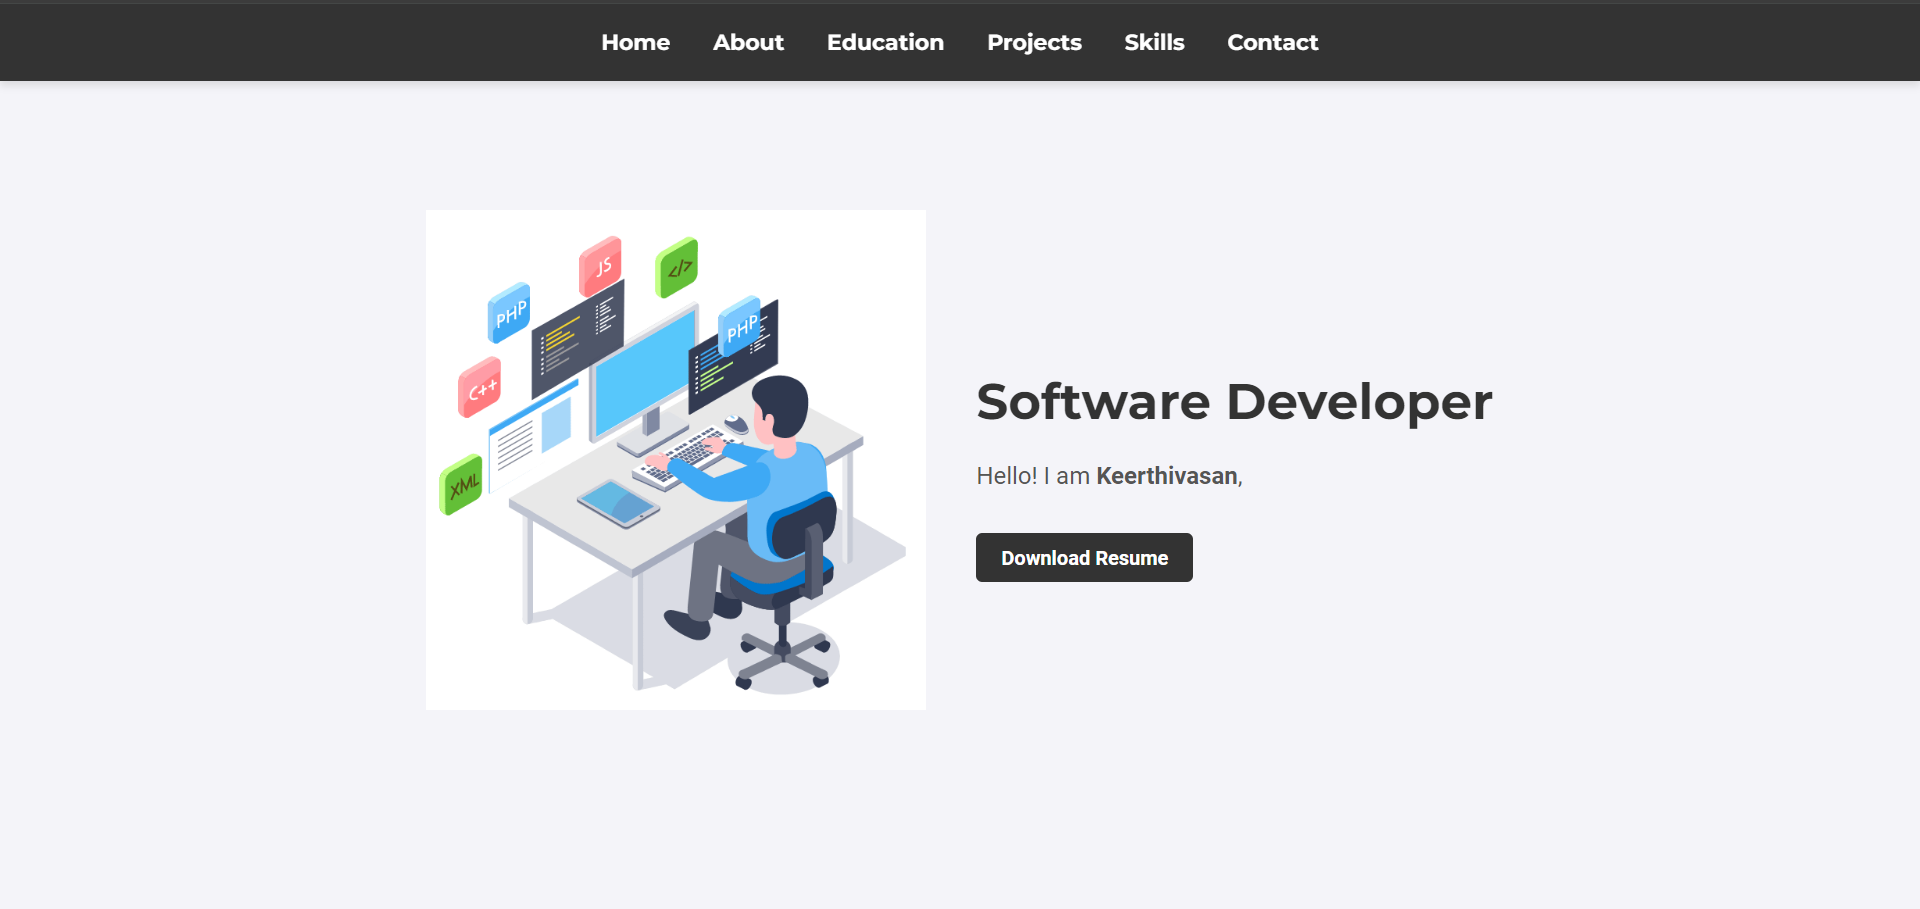 Home About Education Projects Skills Contact
JS
</>
PHP
PHP
C++
XML
Software Developer
Hello! I am Keerthivasan,
Download Resume